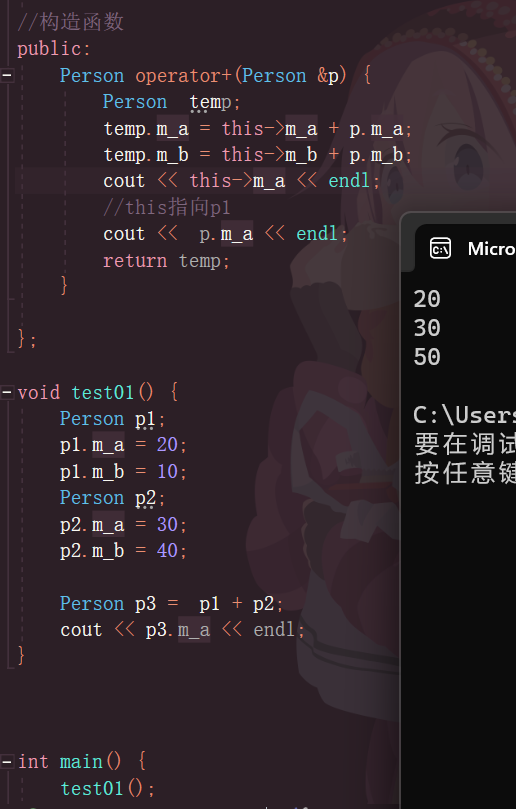 //构造函数
public:
    Person operator+(Person &p) {
        Person  temp;
        temp.m_a = this->m_a + p.m_a;
        temp.m_b = this->m_b + p.m_b;
        cout << this->m_a << endl;
        //this指向p1
        cout <<  p.m_a << endl;
        return temp;
    }
};
void test01() {
    Person p1;
    p1.m_a = 20;
    p1.m_b = 10;
    Person p2;
    p2.m_a = 30;
    p2.m_b = 40;
    Person p3 =  p1 + p2;
    cout << p3.m_a << endl;
}
int main() {
    test01();
Micro
20
30
50
C:\Users
要在调试
按任意键